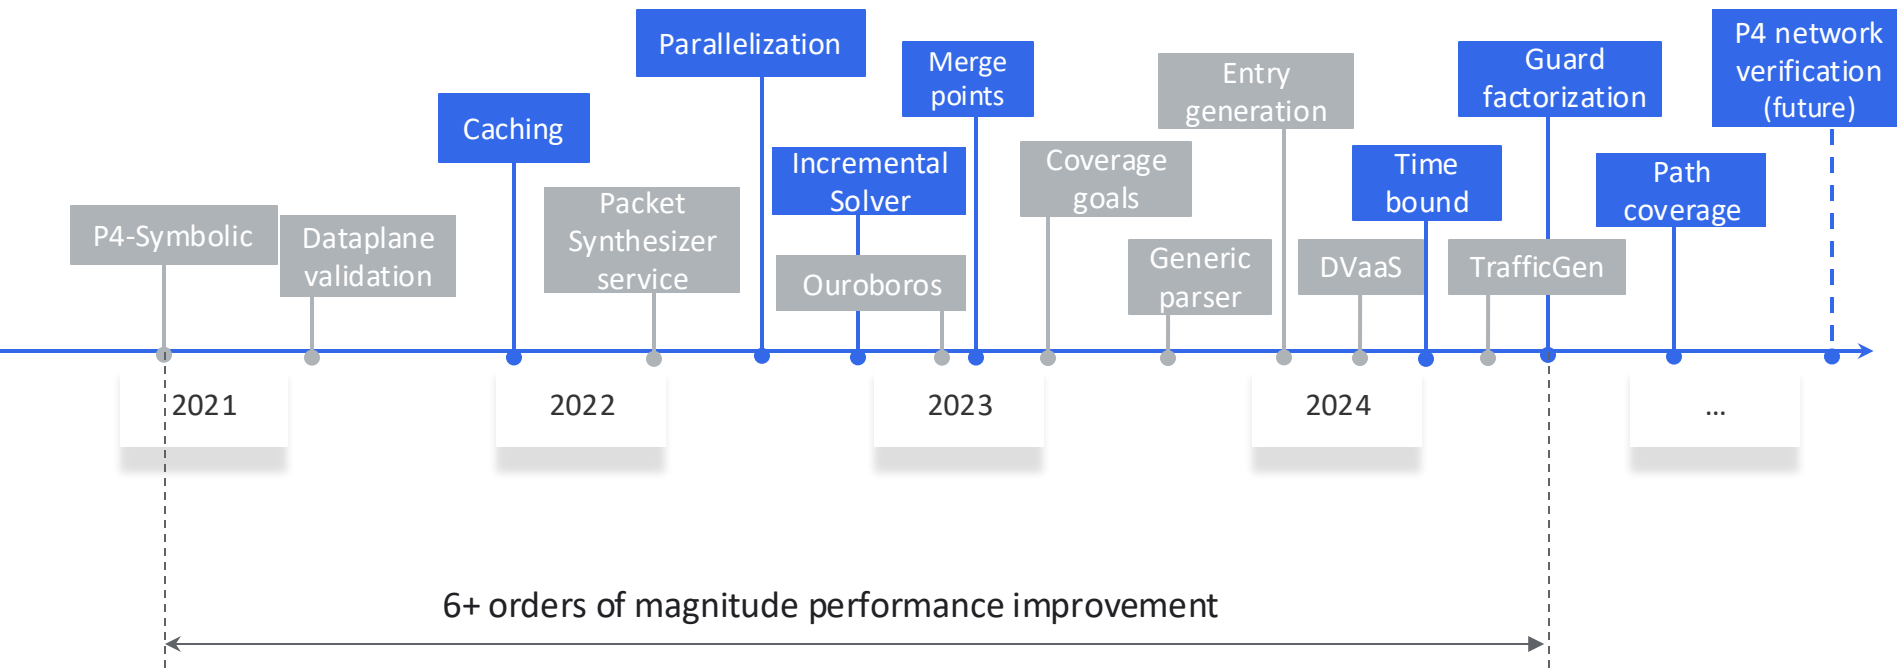 P4-Symbolic
Dataplane
validation
Caching
Packet
Synthesizer
service
Parallelization
Incremental
Solver
Ouroboros
Merge
points
Coverage
goals
Generic
parser
Entry
generation
DVaaS
Time
bound
TrafficGen
Guard
factorization
Path
coverage
P4 network
verification
(future)
2021
2022
2023
2024
...
6+ orders of magnitude performance improvement